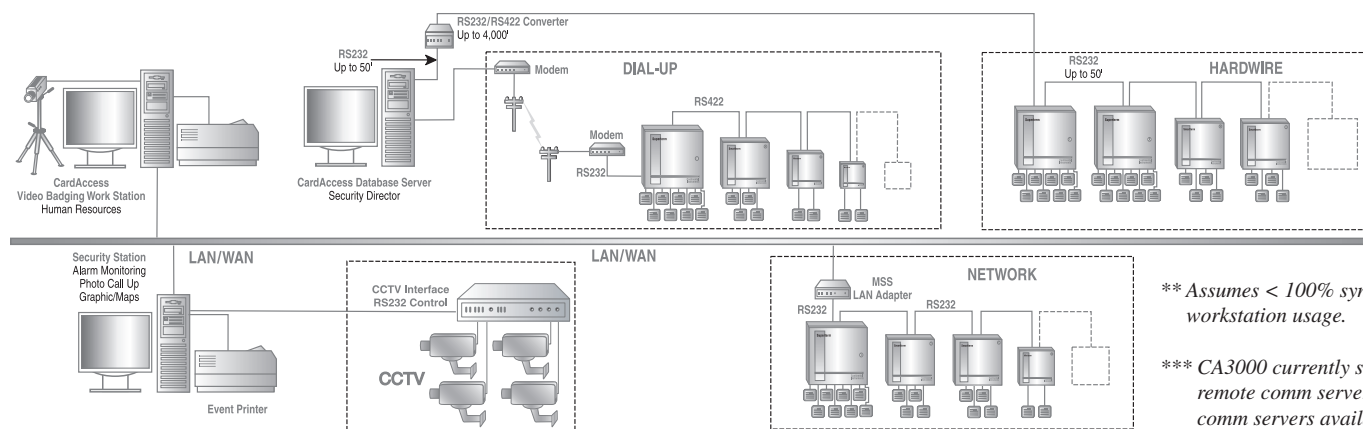 RS232/RS422 Converter
Up to 4,000'
RS232
Up to 50'
Modem
DIAL-UP
RS422
Modem
RS232
RS232
Up to 50'
HARDWIRE
CardAccess
Video Badging Work Station
Human Resources
CardAccess Database Server
Security Director
LAN/WAN
LAN/WAN
Security Station
Alarm Monitoring
Photo Call Up
Graphic/Maps
Event Printer
CCTV Interface
RS232 Control
CCTV
MSS
LAN Adapter
NETWORK
RS232
RS232
** Assumes < 100% syn
workstation usage.
*** CA3000 currently s
remote comm serve
comm servers avail